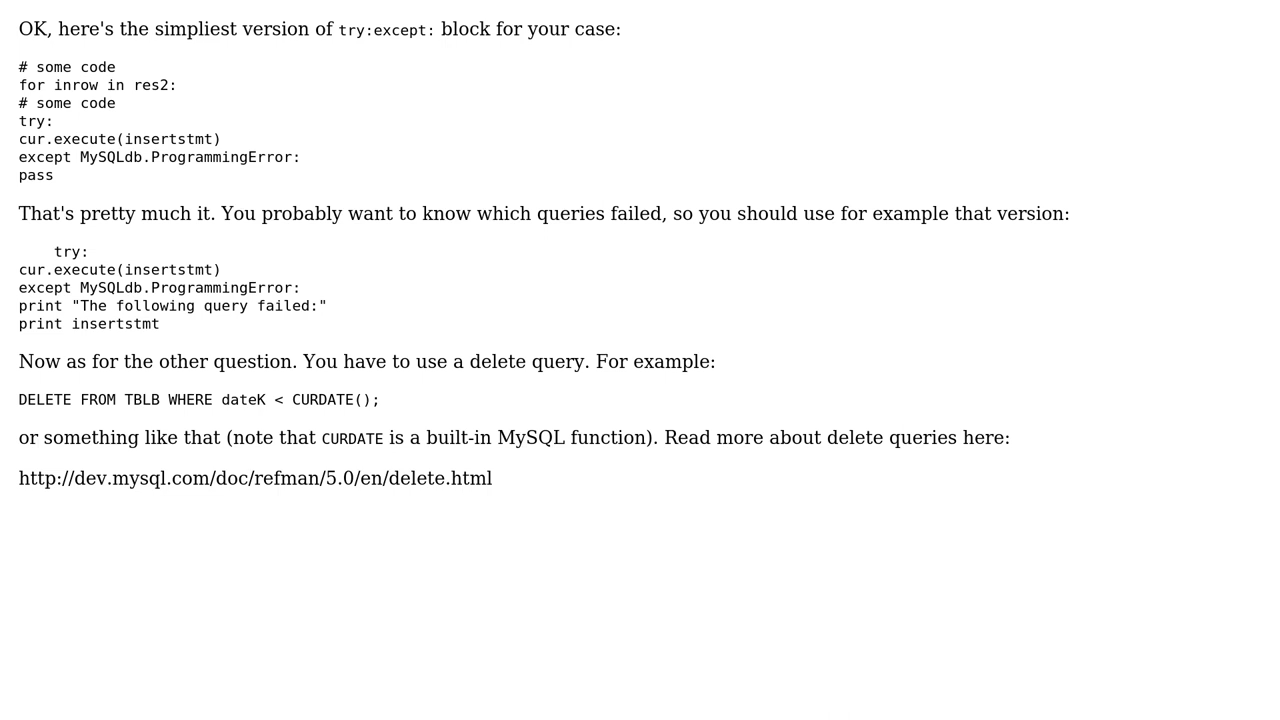 OK, here's the simpliest version of try:except: block for your case:
# some code
for inrow in res2:
# some code
try:
cur.execute(insertstmt)
except MySQLdb.ProgrammingError:
pass
That's pretty much it. You probably want to know which queries failed, so you should use for example that version:
    try:
cur.execute(insertstmt)
except MySQLdb.ProgrammingError:
print "The following query failed:"
print insertstmt
Now as for the other question. You have to use a delete query. For example:
DELETE FROM TBLB WHERE dateK < CURDATE();
or something like that (note that CURDATE is a built-in MySQL function). Read more about delete queries here:
http://dev.mysql.com/doc/refman/5.0/en/delete.html